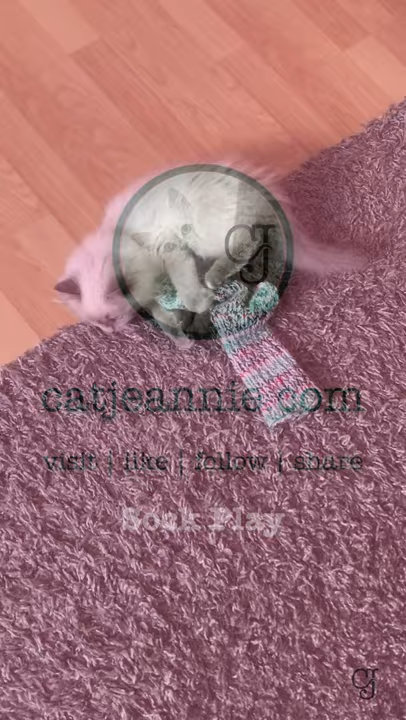 CJ
catjeannie.com
visit | like | follow | share
Sock Play
CJ